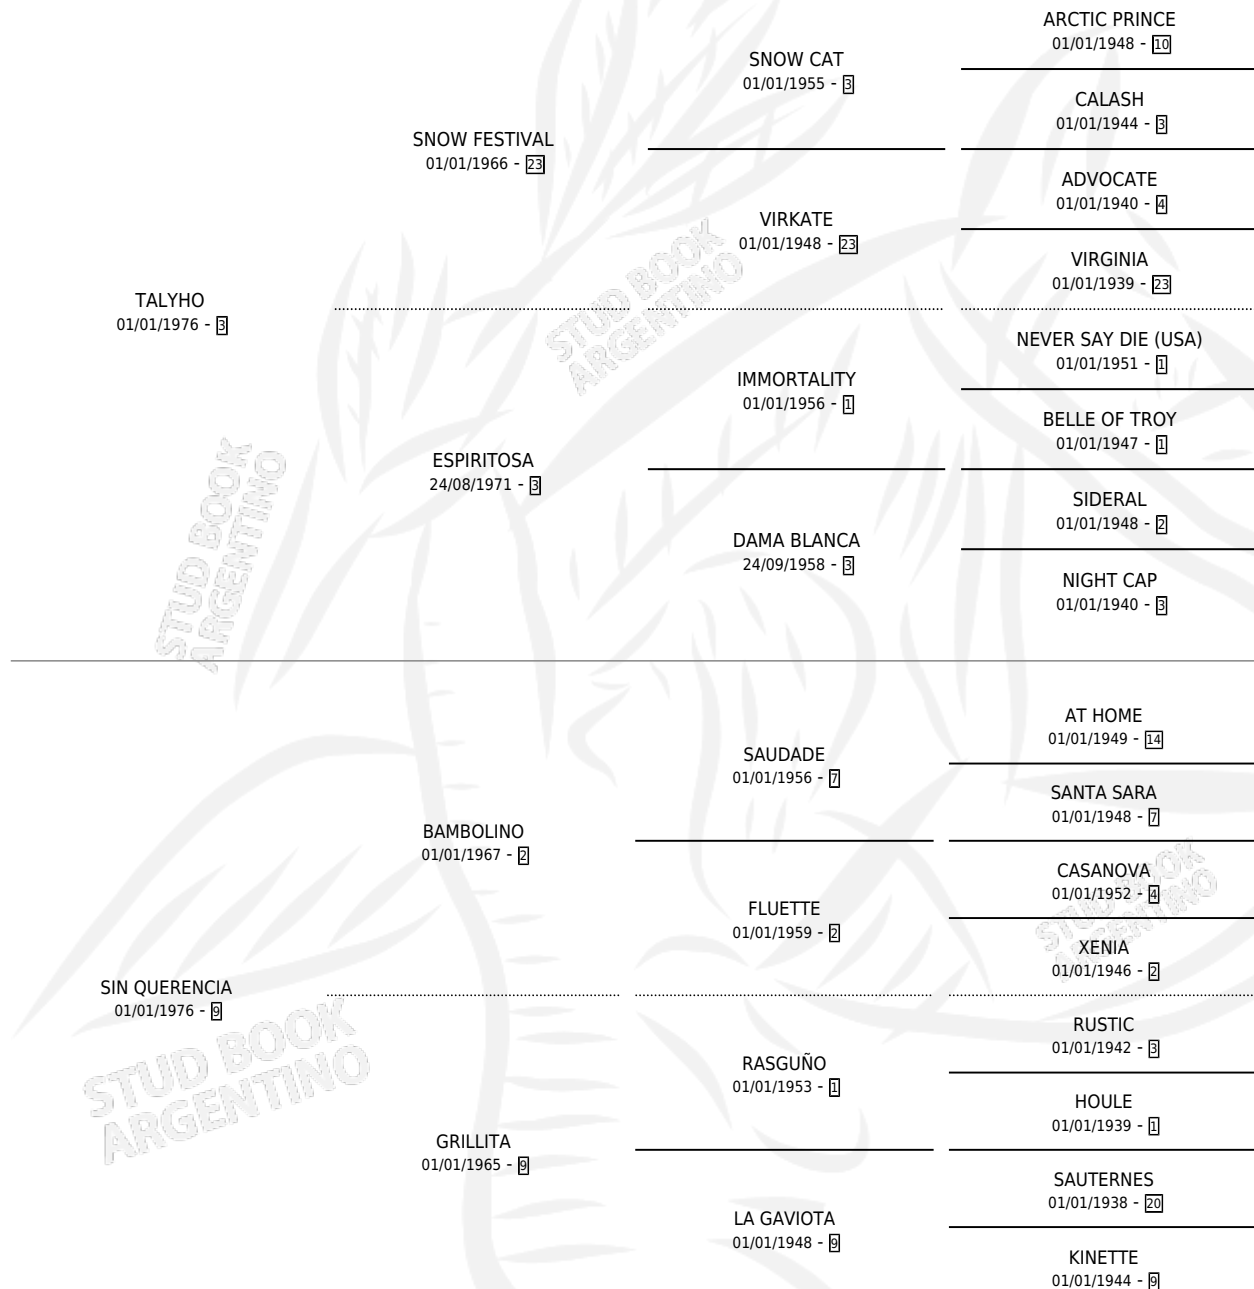 ARCTIC PRINCE
01/01/1948 - 10
SNOW CAT
01/01/1955 - 3
CALASH
01/01/1944 - 3
SNOW FESTIVAL
01/01/1966 - 23
ADVOCATE
01/01/1940 - 4
VIRKATE
01/01/1948 - 23
VIRGINIA
01/01/1939 - 23
TALYHO
01/01/1976 - 3
NEVER SAY DIE (USA)
01/01/1951 - 1
IMMORTALITY
01/01/1956 - 1
BELLE OF TROY
01/01/1947 - 1
ESPIRITOSA
24/08/1971 - 3
SIDERAL
01/01/1948 - 2
DAMA BLANCA
24/09/1958 - 3
NIGHT CAP
01/01/1940 - 3
STUD BOOK
ARGENTINO
STUD BOOK
ARGENTINO
AT HOME
01/01/1949 - 14
SAUDADE
01/01/1956 - 7
SANTA SARA
01/01/1948 - 7
BAMBOLINO
01/01/1967 - 2
CASANOVA
01/01/1952 - 4
FLUETTE
01/01/1959 - 2
XENIA
01/01/1946 - 2
SIN QUERENCIA
01/01/1976 - 9
RUSTIC
01/01/1942 - 3
RASGUÑO
01/01/1953 - 1
HOULE
01/01/1939 - 1
GRILLITA
01/01/1965 - 9
SAUTERNES
01/01/1938 - 20
LA GAVIOTA
01/01/1948 - 9
KINETTE
01/01/1944 - 9
STUD BOOK
ARGENTINO
STUD BOOK
ARGENTINO